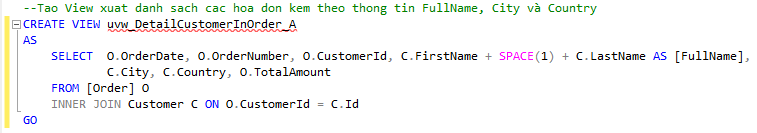 --Tao View xuat danh sach cac hoa don kem theo thong tin FullName, City và Country
CREATE VIEW uvw_DetailCustomerInOrder_A
AS
SELECT O.OrderDate, O.OrderNumber, O.CustomerId, C.FirstName + SPACE(1) + C.LastName AS [FullName],
C.City, C.Country, O.TotalAmount
FROM [Order] O
INNER JOIN Customer C ON O.CustomerId = C.Id
GO